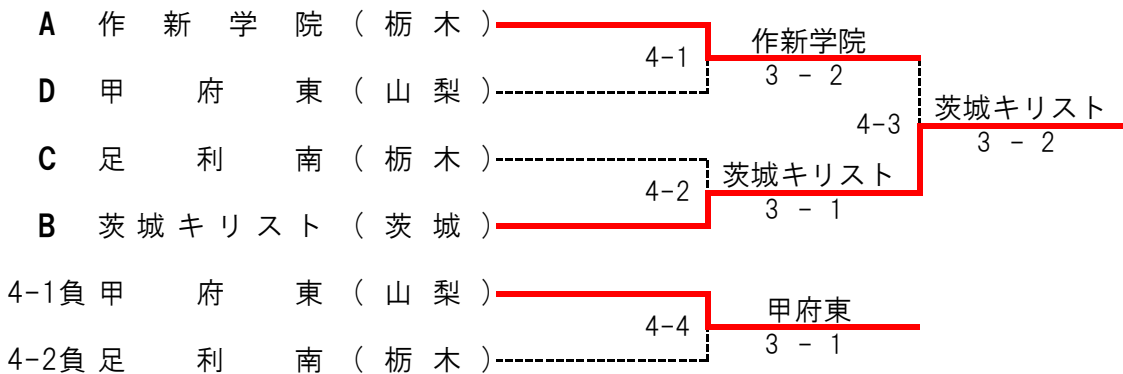 A 作新学院(栃木)
4-1 作新学院
3 - 2
D 甲府東(山梨)
4-3 茨城キリスト
3 - 2
C 足利南(栃木)
4-2 茨城キリスト
3 - 1
B 茨城キリスト(茨城)
4-1負 甲府東(山梨)
4-4 甲府東
3 - 1
4-2負 足利南(栃木)